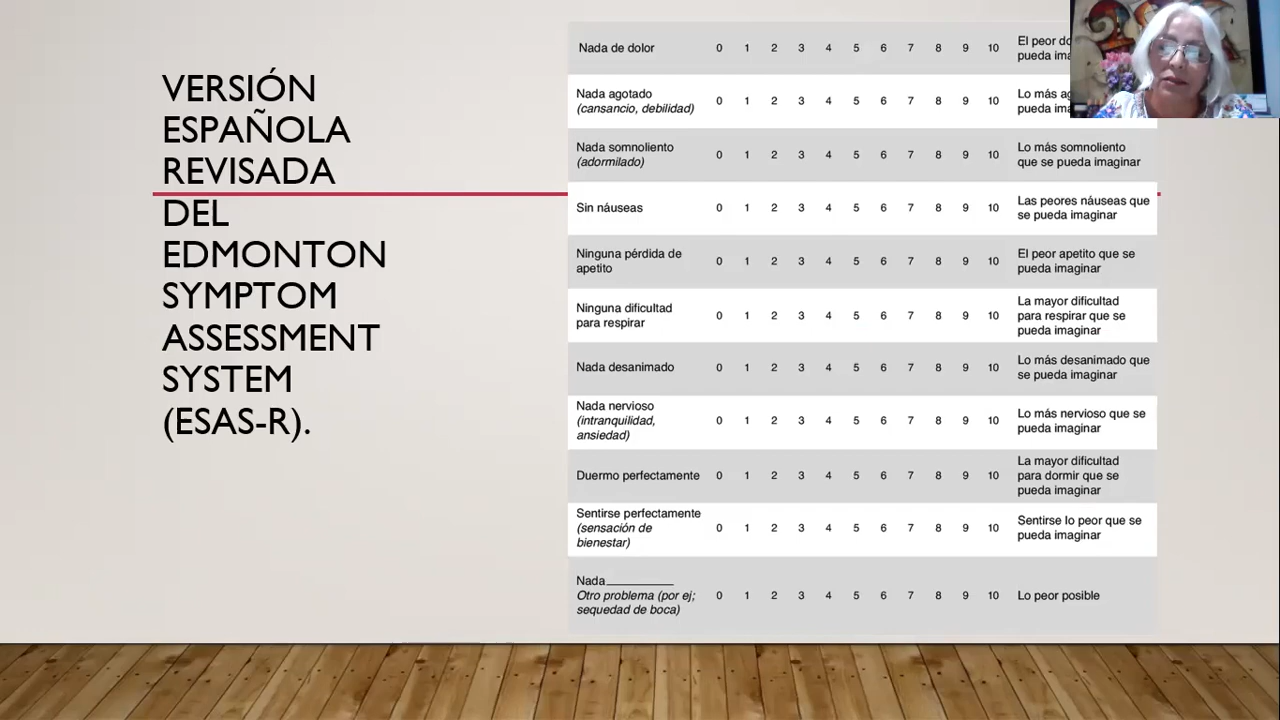 VERSIÓN
ESPAÑOLA
REVISADA
DEL
EDMONTON
SYMPTOM
ASSESSMENT
SYSTEM
(ESAS-R).
Nada de dolor 0 1 2 3 4 5 6 7 8 9 10 El peor
pueda
Nada agotado
(cansancio, debilidad) 0 1 2 3 4 5 6 7 8 9 10 Lo más
pueda
Nada somnoliento
(adormilado) 0 1 2 3 4 5 6 7 8 9 10 Lo más somnoliento
que se pueda imaginar
Sin náuseas 0 1 2 3 4 5 6 7 8 9 10 Las peores náuseas que
se pueda imaginar
Ninguna pérdida de
apetito 0 1 2 3 4 5 6 7 8 9 10 El peor apetito que se
pueda imaginar
Ninguna dificultad
para respirar 0 1 2 3 4 5 6 7 8 9 10 La mayor dificultad
para respirar que se
pueda imaginar
Nada desanimado 0 1 2 3 4 5 6 7 8 9 10 Lo más desanimado que
se pueda imaginar
Nada nervioso
(intranquilidad,
ansiedad) 0 1 2 3 4 5 6 7 8 9 10 Lo más nervioso que se
pueda imaginar
Duermo perfectamente 0 1 2 3 4 5 6 7 8 9 10 La mayor dificultad
para dormir que se
pueda imaginar
Sentirse perfectamente
(sensación de
bienestar) 0 1 2 3 4 5 6 7 8 9 10 Sentirse lo peor que se
pueda imaginar
Nada__________
Otro problema (por ej;
sequedad de boca) 0 1 2 3 4 5 6 7 8 9 10 Lo peor posible